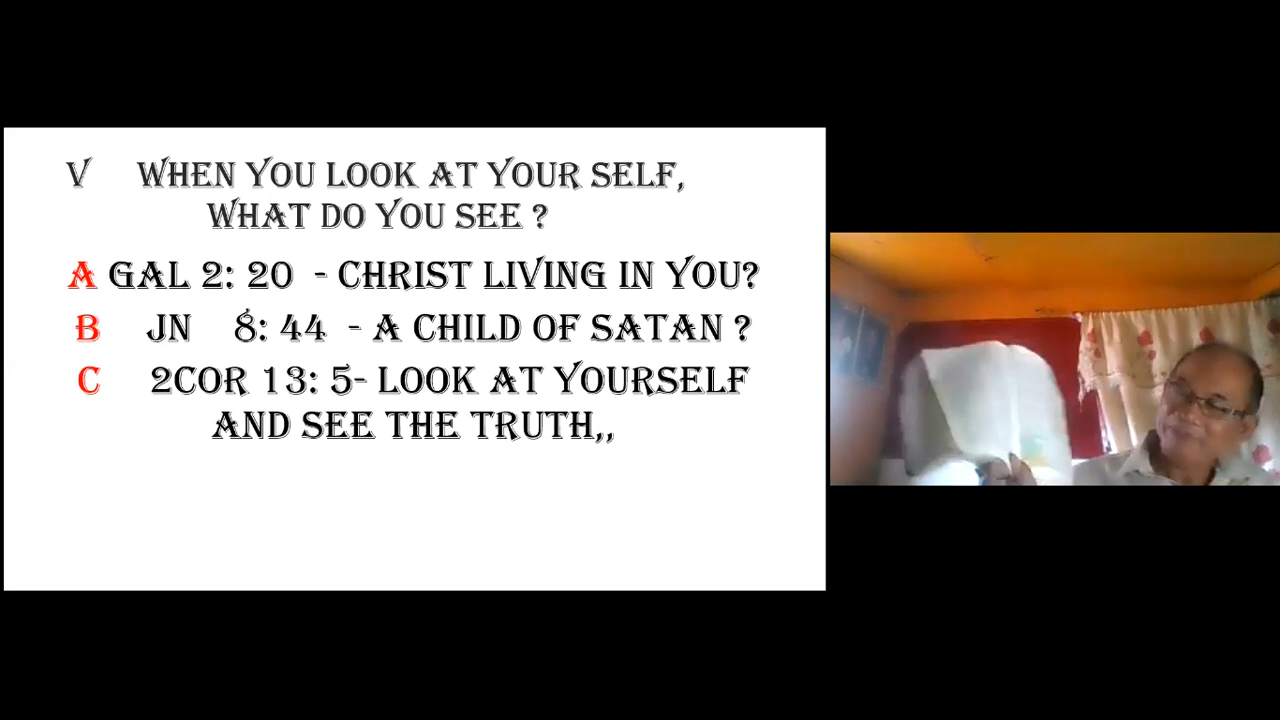 V WHEN YOU LOOK AT YOUR SELF,
WHAT DO YOU SEE ?
A GAL 2: 20 - CHRIST LIVING IN YOU?
B JN 8: 44 - A CHILD OF SATAN ?
C 2COR 13: 5- LOOK AT YOURSELF
AND SEE THE TRUTH,,